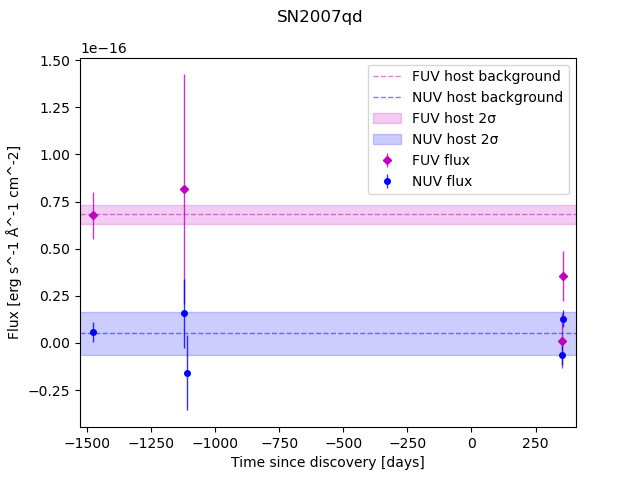 SN2007qd
1e−16
1.50
1.25
1.00
0.75
0.50
0.25
0.00
−0.25
Flux [erg s^-1 Å^-1 cm^-2]
FUV host background
NUV host background
FUV host 2σ
NUV host 2σ
FUV flux
NUV flux
−1500 −1250 −1000 −750 −500 −250 0 250
Time since discovery [days]